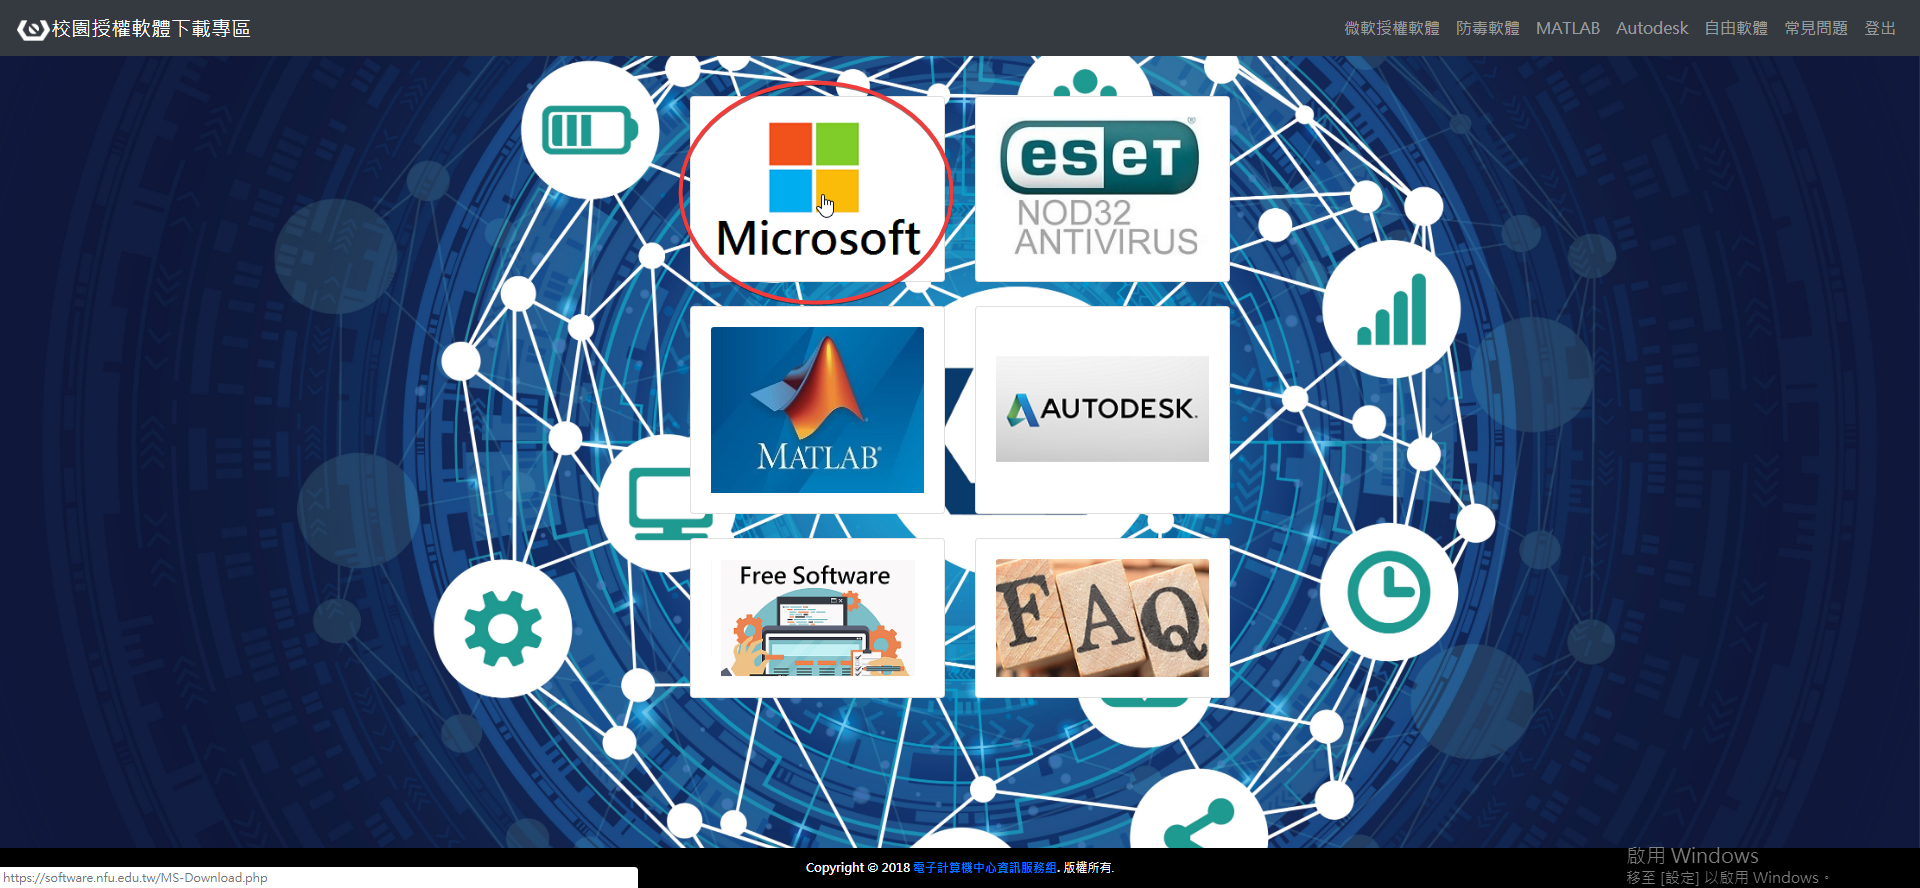 校園授權軟體下載專區
微軟授權軟體 防毒軟體 MATLAB Autodesk 自由軟體 常見問題 登出
Microsoft
eseT
NOD32
ANTIVIRUS
MATLAB
AUTODESK.
Free Software
FAQ
啟用 Windows
移至 [設定] 以啟用 Windows。
Copyright © 2018 電子計算機中心資訊服務組. 版權所有.
https://software.nfu.edu.tw/MS-Download.php